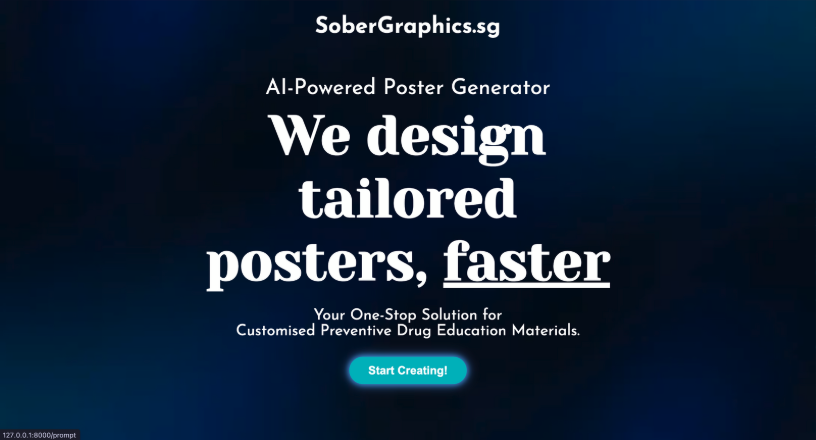 SoberGraphics.sg
AI-Powered Poster Generator
We design
tailored
posters, faster
Your One-Stop Solution for
Customised Preventive Drug Education Materials.
Start Creating!
127.0.0.1:8000/prompt